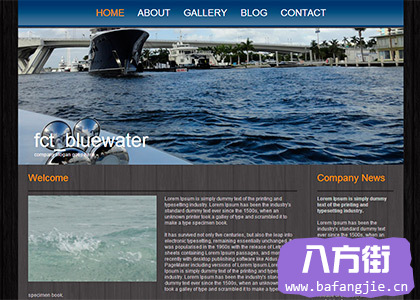 HOME ABOUT GALLERY BLOG CONTACT
fct_bluewater
company slogan goes here
Welcome
Lorem Ipsum is simply dummy text of the printing and
typesetting industry. Lorem Ipsum has been the industry's
standard dummy text ever since the 1500s, when an
unknown printer took a galley of type and scrambled it to
make a type specimen book.
It has survived not only five centuries, but also the leap into
electronic typesetting, remaining essentially unchanged. It
was popularised in the 1960s with the release of Letraset
sheets containing Lorem Ipsum passages, and more
recently with desktop publishing software like Aldus
PageMaker including versions of Lorem Ipsum
Ipsum is simply dummy text of the printing and
typesetting industry. Lorem Ipsum has been the
standard dummy text ever since the 1500s,
unknown printer took a galley of type and scrambled it to make a type
specimen book.
Company News
Lorem Ipsum is simply dummy
text of the printing and
typesetting industry.
Lorem Ipsum has been the
industry's standard dummy text
ever since the 1500s, when an
八方街
www.bafangjie.cn